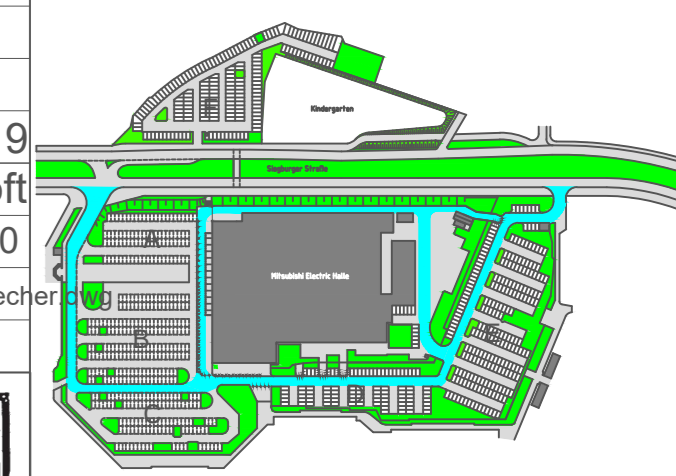 9
oft
0
echer.dwg
Kindergarten
Siegburger Straße
Mitsubishi Electric Halle
F
A
B
C
D
E